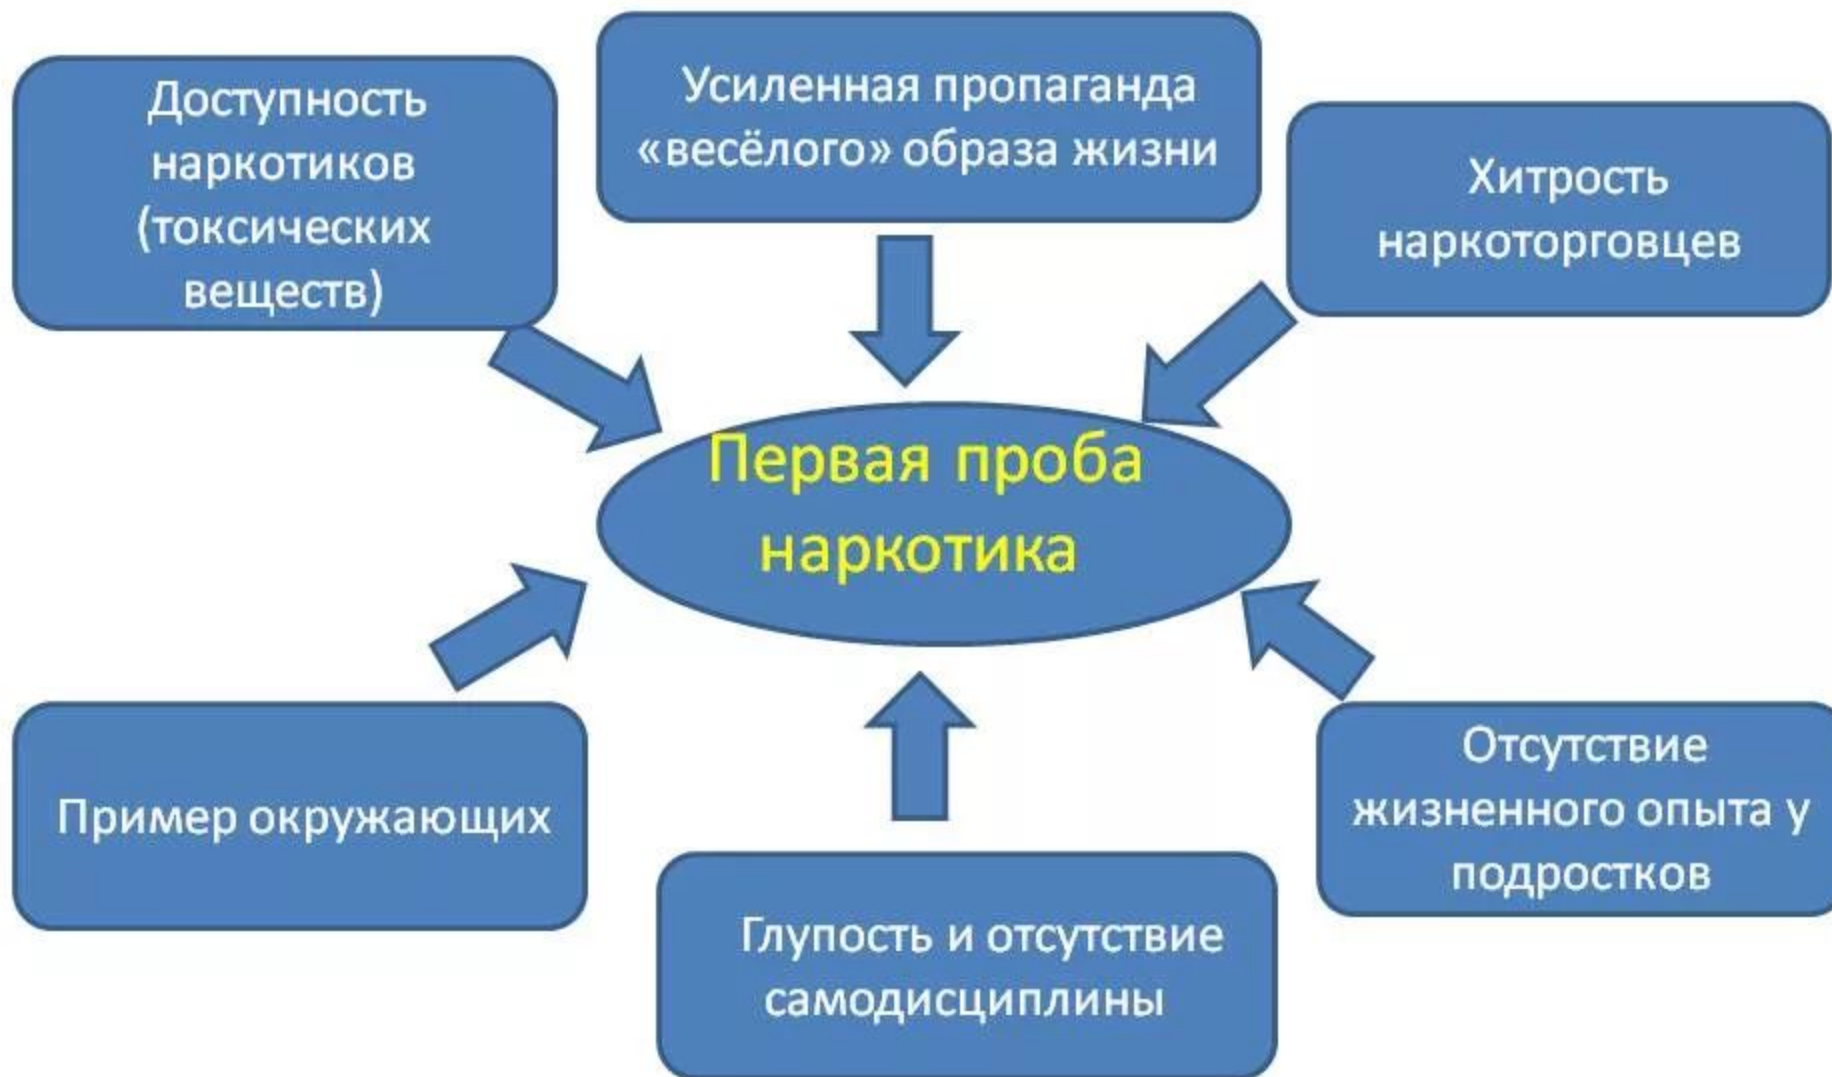 Доступность
наркотиков
(токсических
веществ)
Усиленная пропаганда
«весёлого» образа жизни
Хитрость
наркоторговцев
Первая проба
наркотика
Пример окружающих
Глупость и отсутствие
самодисциплины
Отсутствие
жизненного опыта у
подростков